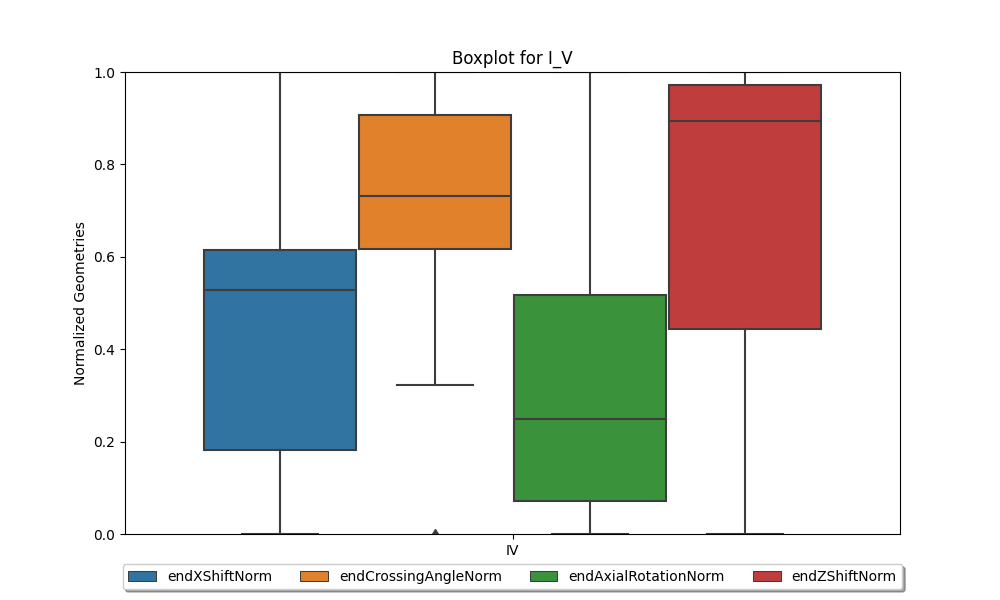 Boxplot for I_V
1.0
0.8
0.6
0.4
0.2
0.0
Normalized Geometries
IV
endXShiftNorm endCrossingAngleNorm endAxialRotationNorm endZShiftNorm